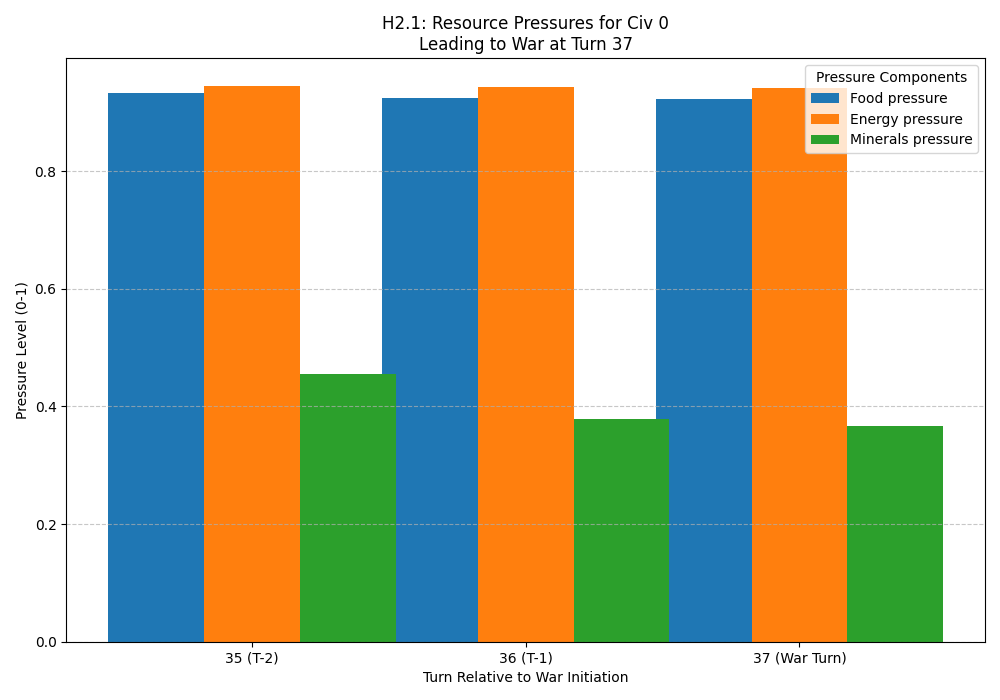 H2.1: Resource Pressures for Civ 0
Leading to War at Turn 37
Pressure Components
Food pressure
Energy pressure
Minerals pressure
Pressure Level (0-1)
0.8
0.6
0.4
0.2
0.0
35 (T-2)
36 (T-1)
37 (War Turn)
Turn Relative to War Initiation